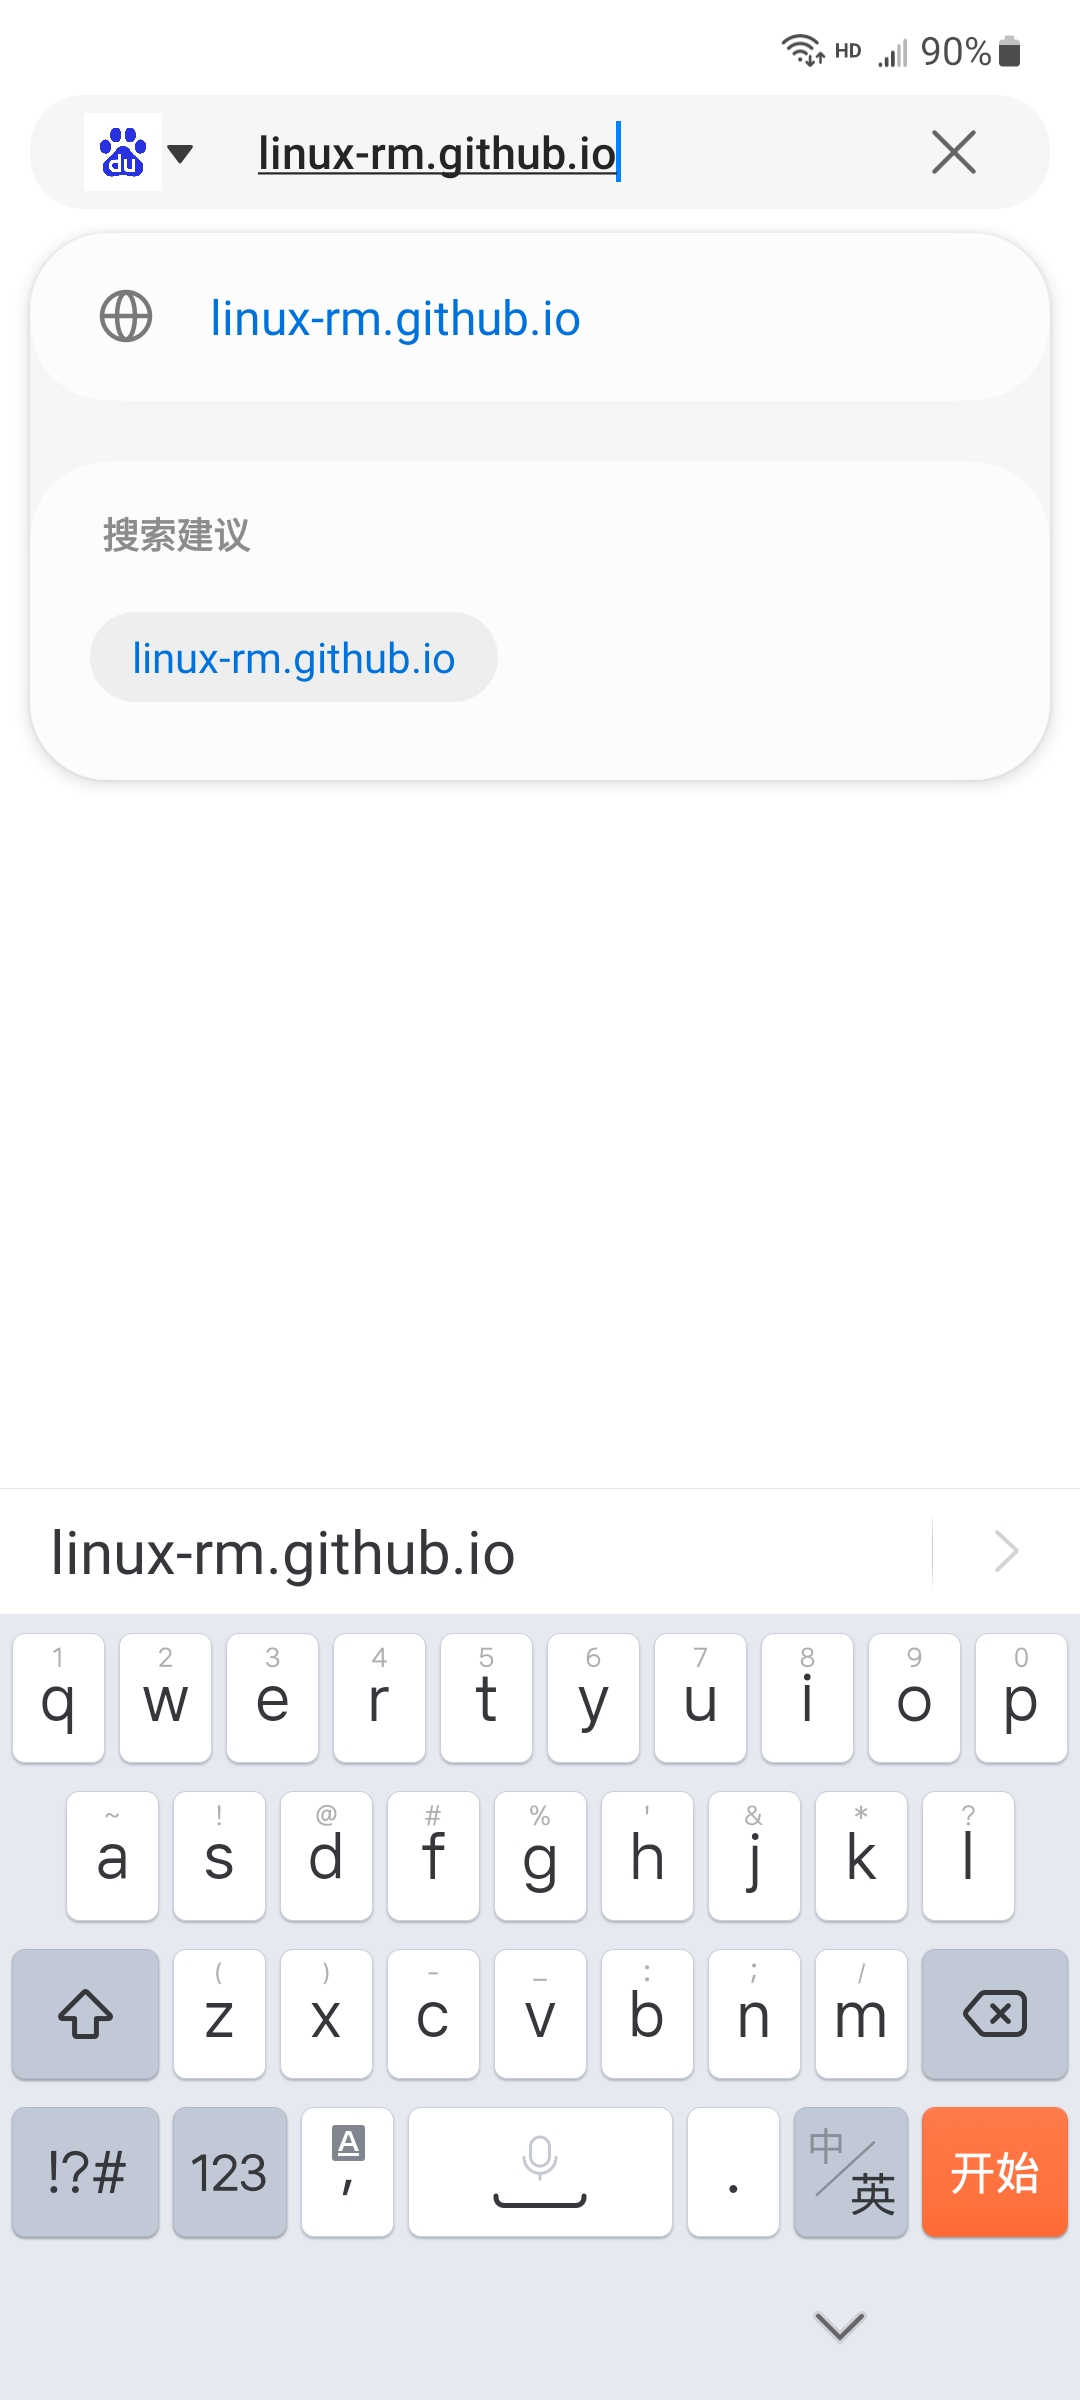 HD 90%
du linux-rm.github.io
linux-rm.github.io
搜索建议
linux-rm.github.io
linux-rm.github.io
1 2 3 4 5 6 7 8 9 0
q w e r t y u i o p
~ ! @ # % ' & * ?
a s d f g h j k l
( ) - _ : ; /
z x c v b n m
!?# 123 A , . 中/英 开始